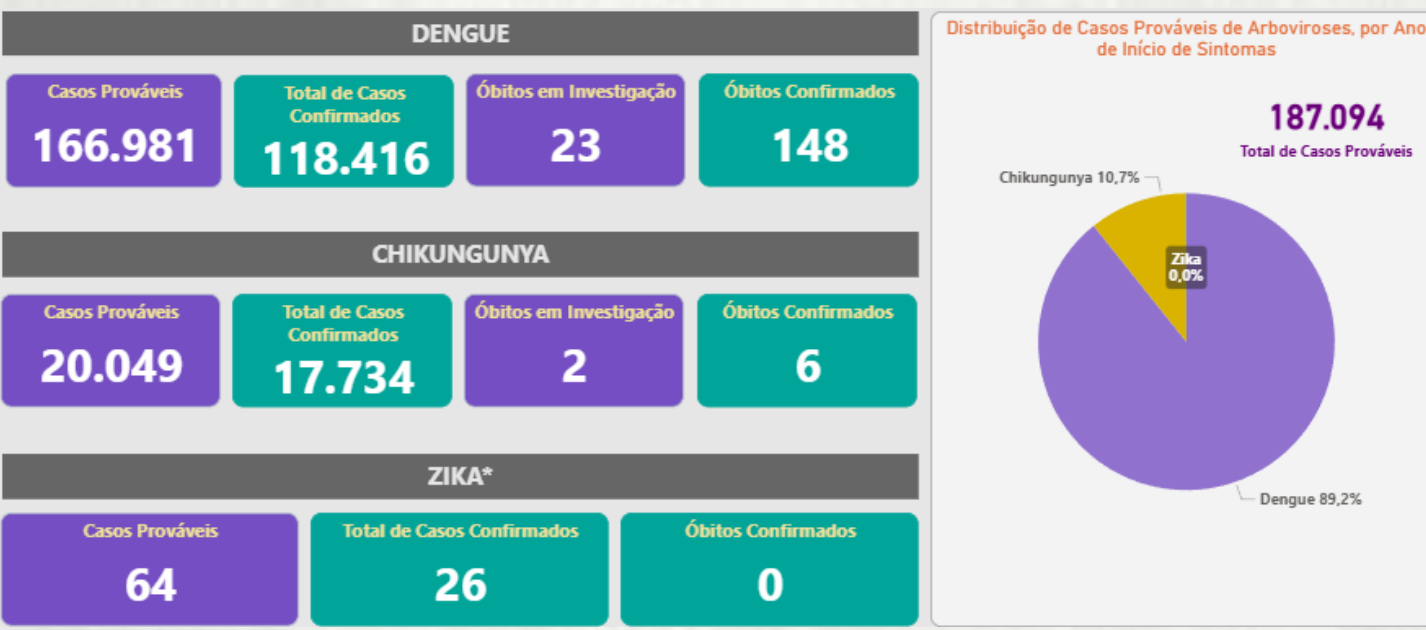 DENGUE
Casos Prováveis
166.981
Total de Casos
Confirmados
118.416
Óbitos em Investigação
23
Óbitos Confirmados
148
CHIKUNGUNYA
Casos Prováveis
20.049
Total de Casos
Confirmados
17.734
Óbitos em Investigação
2
Óbitos Confirmados
6
ZIKA*
Casos Prováveis
64
Total de Casos Confirmados
26
Óbitos Confirmados
0
Distribuição de Casos Prováveis de Arboviroses, por Ano
de Início de Sintomas
187.094
Total de Casos Prováveis
Chikungunya 10,7%
Zika
0,0%
Dengue 89,2%